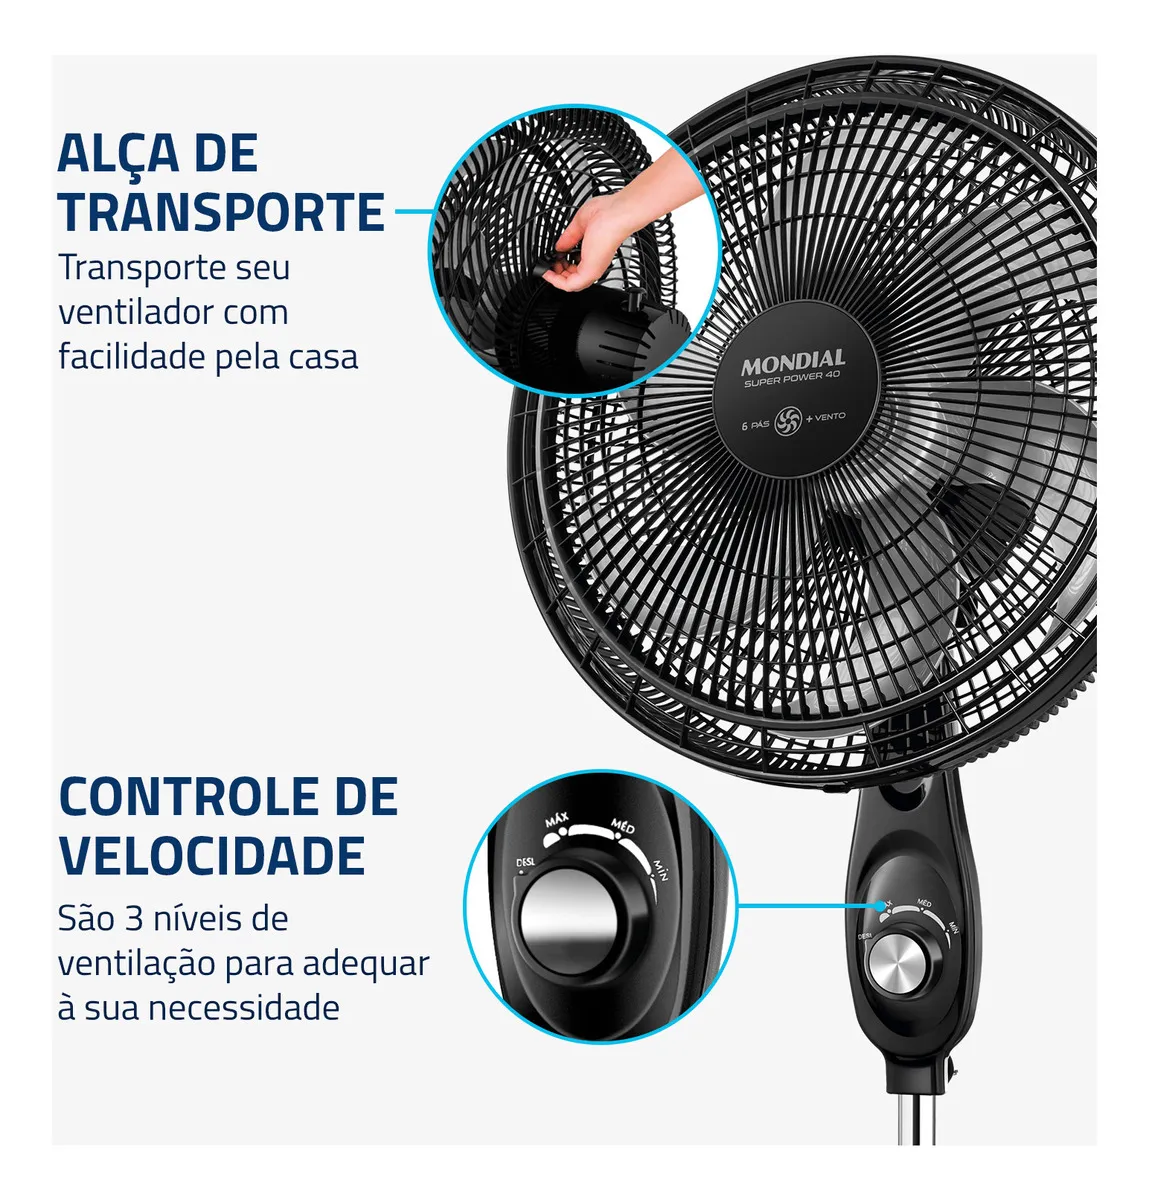 ALÇA DE
TRANSPORTE
Transporte seu
ventilador com
facilidade pela casa
MONDIAL
SUPER POWER 40
6 PÁS + VENTO
CONTROLE DE
VELOCIDADE
São 3 níveis de
ventilação para adequar
à sua necessidade
MÁX
MÉD
MÍN
DESL
MÉD
MÍN